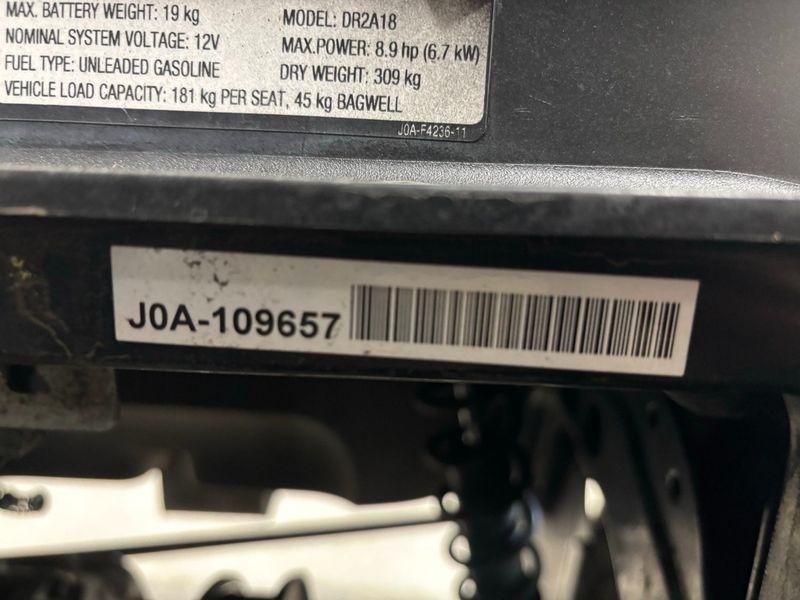 MAX. BATTERY WEIGHT: 19 kg MODEL: DR2A18
NOMINAL SYSTEM VOLTAGE: 12V MAX.POWER: 8.9 hp (6.7 kW)
FUEL TYPE: UNLEADED GASOLINE DRY WEIGHT: 309 kg
VEHICLE LOAD CAPACITY: 181 kg PER SEAT, 45 kg BAGWELL
J0A-F4236-11
J0A-109657